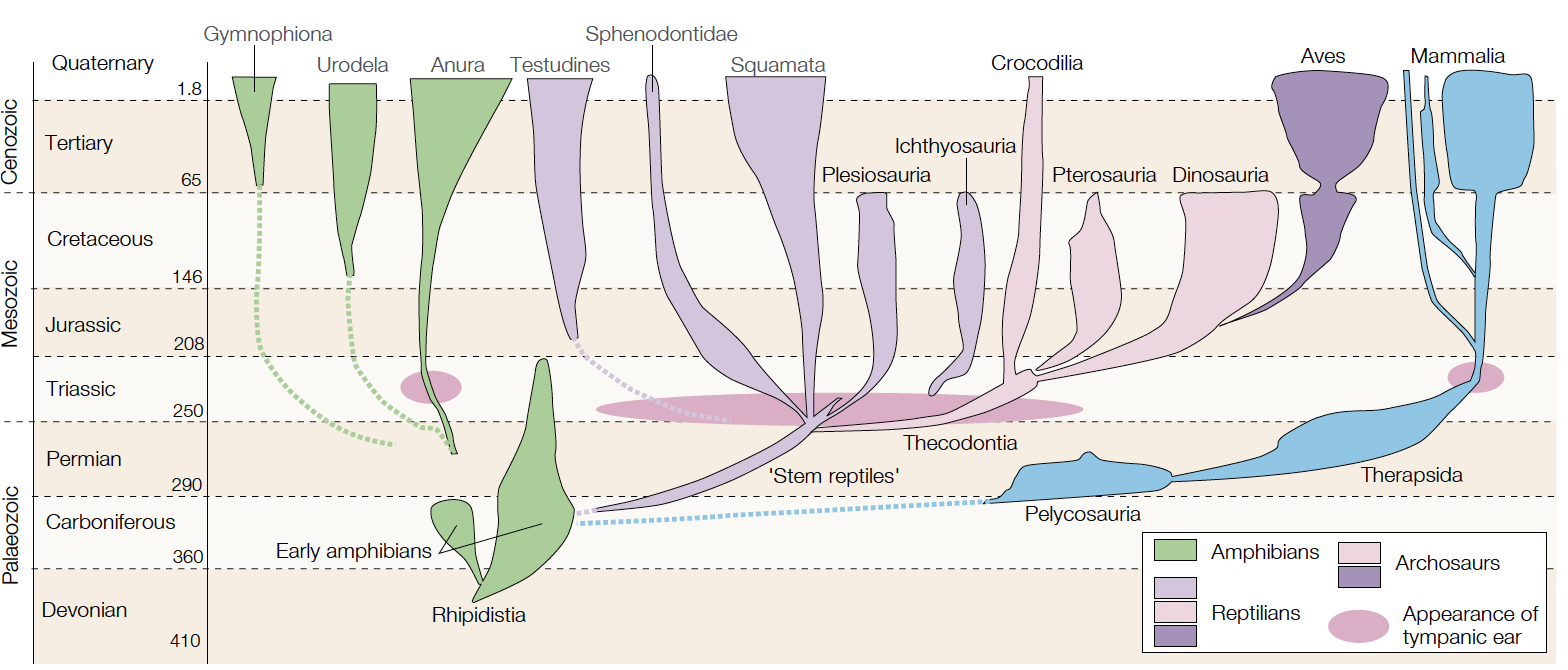 Gymnophiona
Sphenodontidae
Quaternary
Urodela
Anura
Testudines
Squamata
Crocodilia
Aves
Mammalia
1.8
Cenozoic
Tertiary
Ichthyosauria
65
Plesiosauria
Pterosauria
Dinosauria
Cretaceous
146
Mesozoic
Jurassic
208
Triassic
250
Thecodontia
Permian
'Stem reptiles'
Therapsida
290
Palaeozoic
Carboniferous
Pelycosauria
Early amphibians
360
Devonian
Rhipidistia
410
Amphibians
Archosaurs
Reptilians
Appearance of
tympanic ear